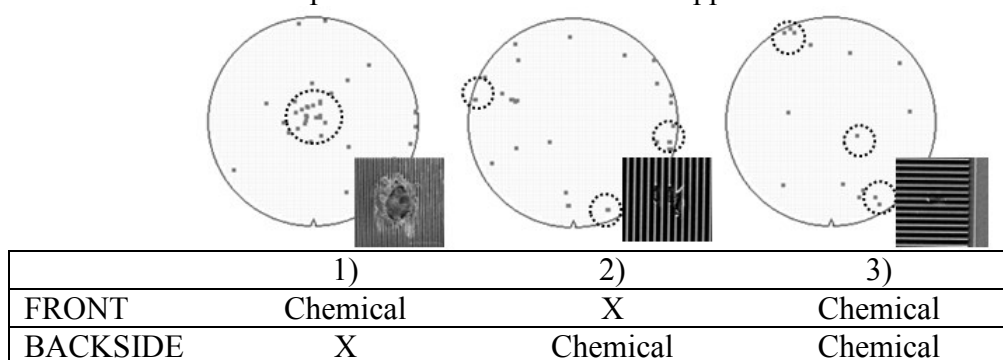 1) 2) 3)
FRONT Chemical X Chemical
BACKSIDE X Chemical Chemical